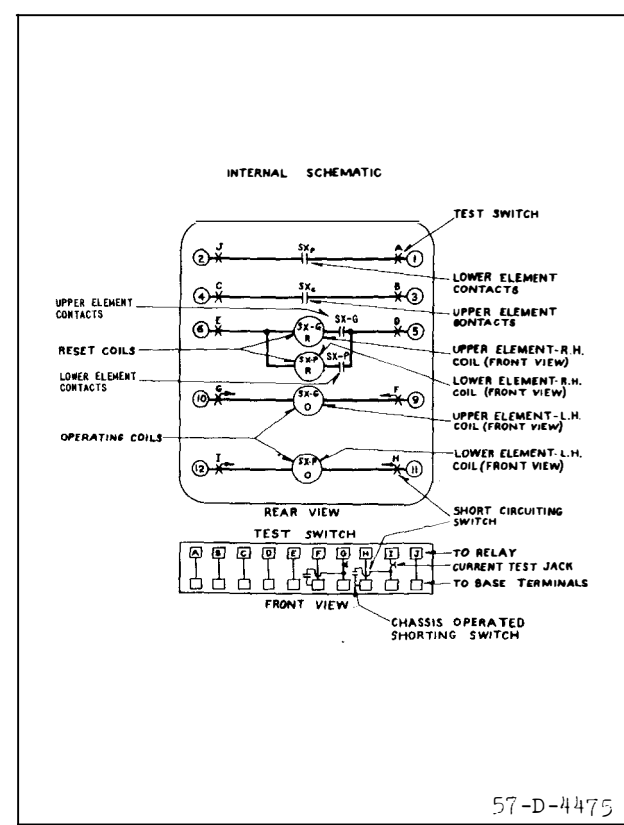 INTERNAL SCHEMATIC
TEST SWITCH
J SXP A
2 1
LOWER ELEMENT
CONTACTS
C SXG B
4 3
UPPER ELEMENT
CONTACTS
UPPER ELEMENT
CONTACTS
SX-G
E D
6 SX-G R 5
UPPER ELEMENT-R.H.
COIL (FRONT VIEW)
RESET COILS
SX-P R SX-P
LOWER ELEMENT-R.H.
COIL (FRONT VIEW)
LOWER ELEMENT
CONTACTS
G F
10 SX-G O 9
UPPER ELEMENT-L.H.
COIL (FRONT VIEW)
OPERATING COILS
I H
12 SX-P O 11
LOWER ELEMENT-L.H.
COIL (FRONT VIEW)
REAR VIEW
SHORT CIRCUITING
SWITCH
TEST SWITCH
A B C D E F G H I J
TO RELAY
CURRENT TEST JACK
TO BASE TERMINALS
FRONT VIEW
CHASSIS OPERATED
SHORTING SWITCH
57-D-4475